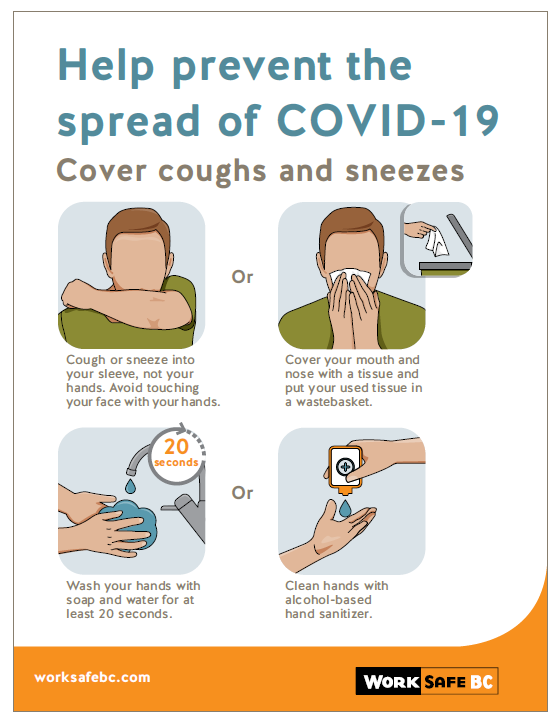 Help prevent the
spread of COVID-19
Cover coughs and sneezes
Or
Cough or sneeze into
your sleeve, not your
hands. Avoid touching
your face with your hands.
Cover your mouth and
nose with a tissue and
put your used tissue in
a wastebasket.
20
seconds
Or
Wash your hands with
soap and water for at
least 20 seconds.
Clean hands with
alcohol-based
hand sanitizer.
worksafebc.com
WORK SAFE BC